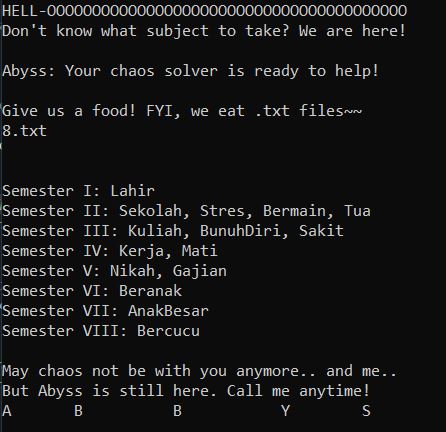 HELL-OOOOOOOOOOOOOOOOOOOOOOOOOOOOOOOOOOOOOOOO
Don't know what subject to take? We are here!
Abyss: Your chaos solver is ready to help!
Give us a food! FYI, we eat .txt files~~
8.txt
Semester I: Lahir
Semester II: Sekolah, Stres, Bermain, Tua
Semester III: Kuliah, BunuhDiri, Sakit
Semester IV: Kerja, Mati
Semester V: Nikah, Gajian
Semester VI: Beranak
Semester VII: AnakBesar
Semester VIII: Bercucu
May chaos not be with you anymore.. and me..
But Abyss is still here. Call me anytime!
A B B Y S